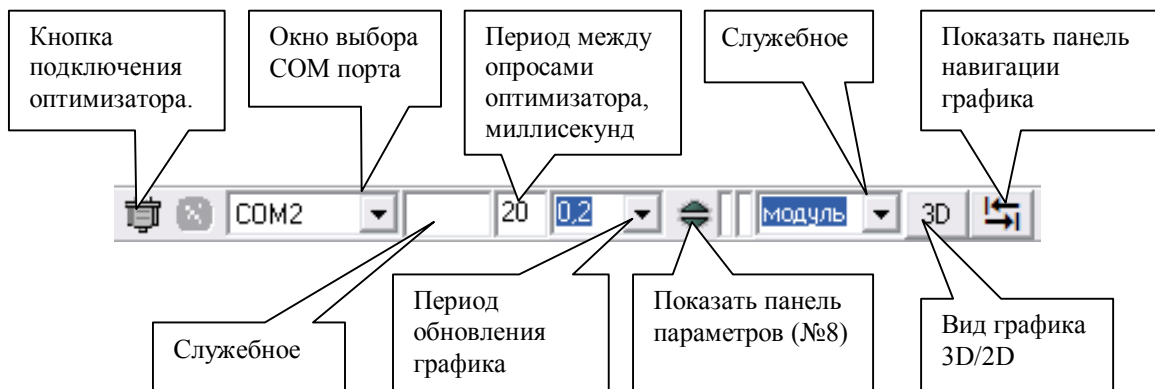 Кнопка
подключения
оптимизатора.
Окно выбора
COM порта
Период между
опросами
оптимизатора,
миллисекунд
Служебное
Показать панель
навигации
графика
COM2
20
0,2
модуль
3D
Служебное
Период
обновления
графика
Показать панель
параметров (№8)
Вид графика
3D/2D